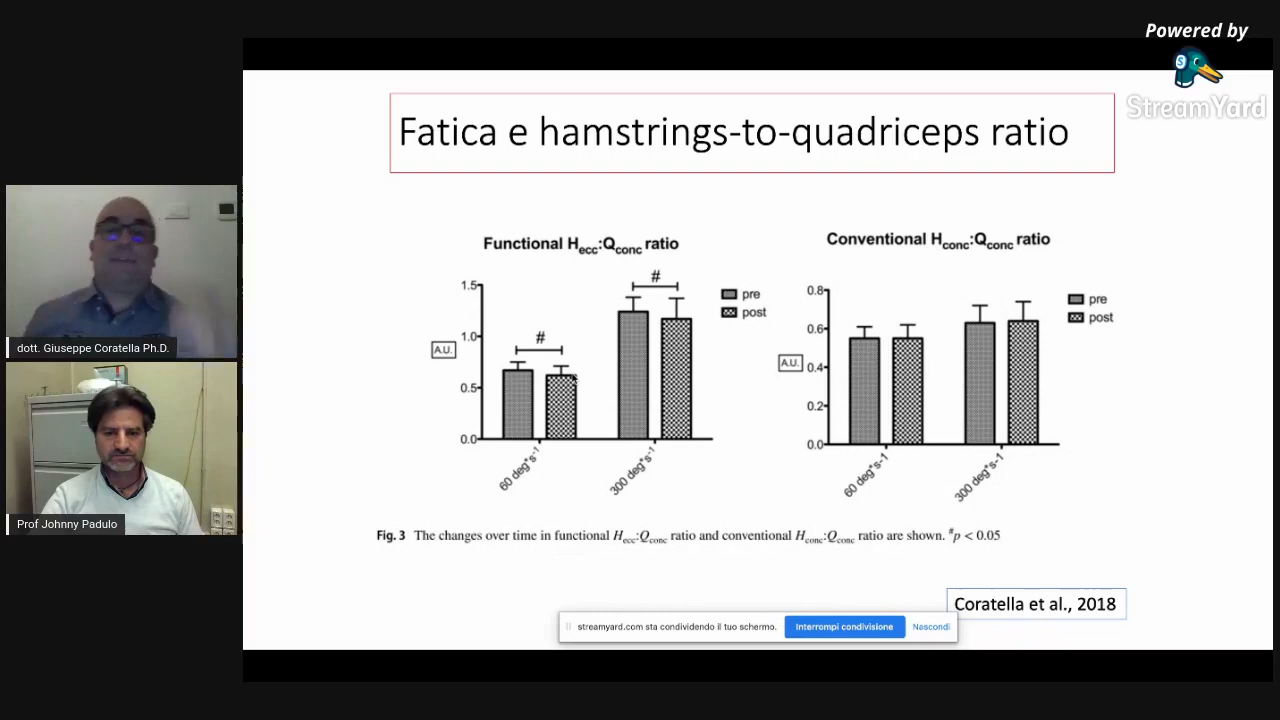 Powered by
StreamYard
Fatica e hamstrings-to-quadriceps ratio
Functional Hecc:Qconc ratio
1.5
1.0
0.5
0.0
A.U.
#
#
pre
post
60 deg*s-1
300 deg*s-1
Conventional Hconc:Qconc ratio
0.8
0.6
0.4
0.2
0.0
A.U.
pre
post
60 deg*s-1
300 deg*s-1
Fig. 3 The changes over time in functional Hecc:Qconc ratio and conventional Hconc:Qconc ratio are shown. #p < 0.05
Coratella et al., 2018
streamyard.com sta condividendo il tuo schermo. Interrompi condivisione Nascondi
dott. Giuseppe Coratella Ph.D.
Prof Johnny Padulo